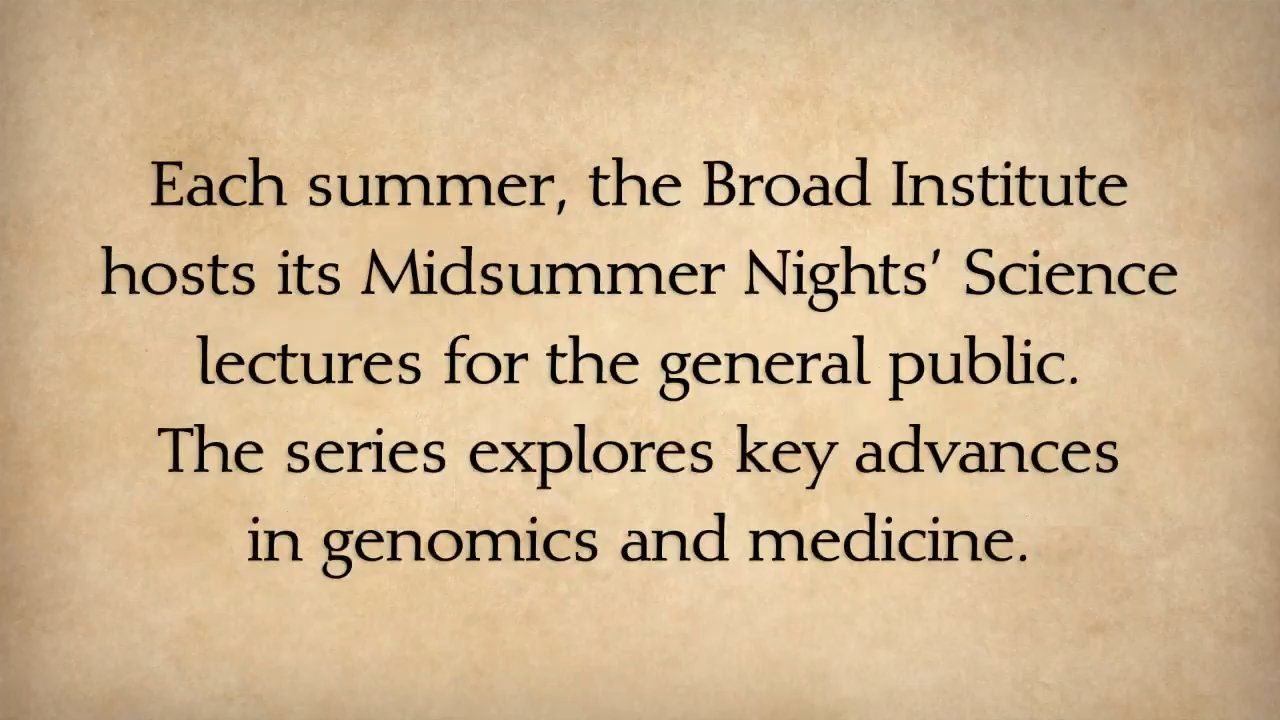 Each summer, the Broad Institute
hosts its Midsummer Nights’ Science
lectures for the general public.
The series explores key advances
in genomics and medicine.